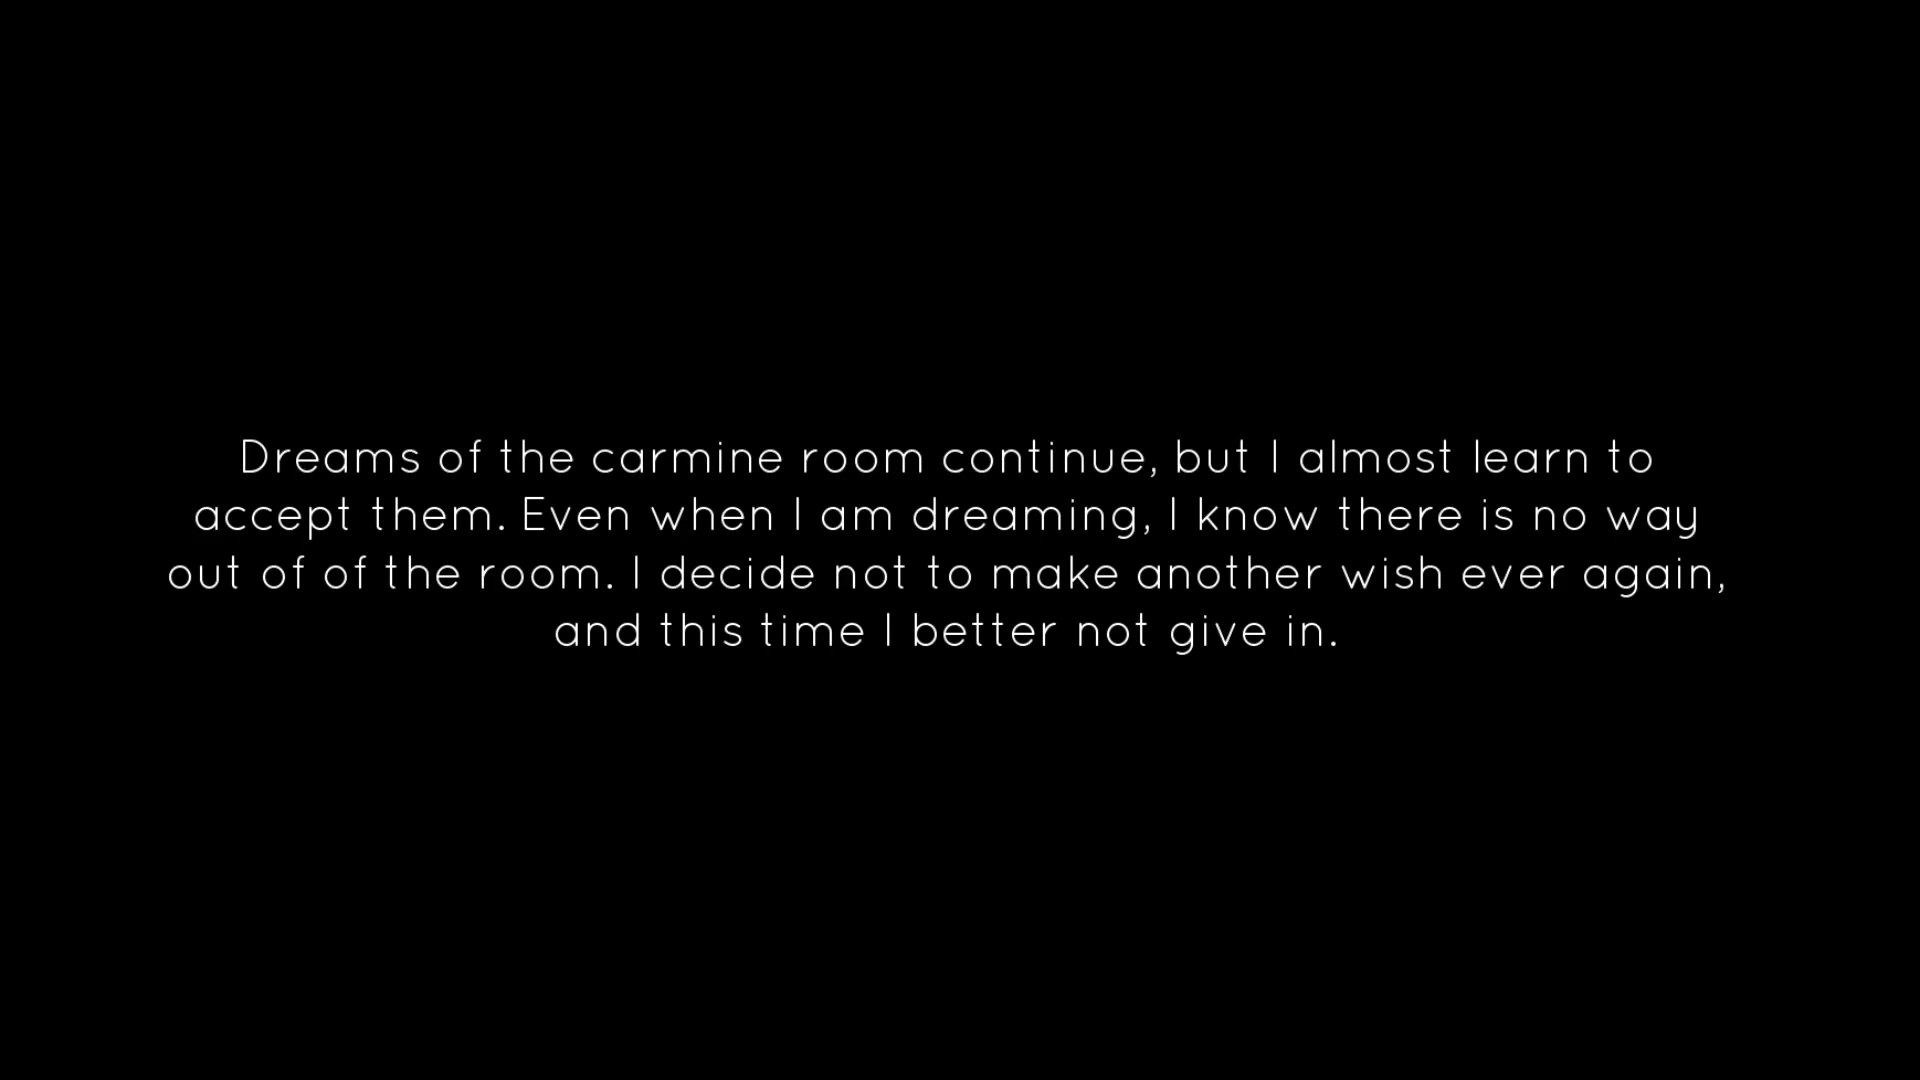 Dreams of the carmine room continue, but I almost learn to
accept them. Even when I am dreaming, I know there is no way
out of of the room. I decide not to make another wish ever again,
and this time I better not give in.